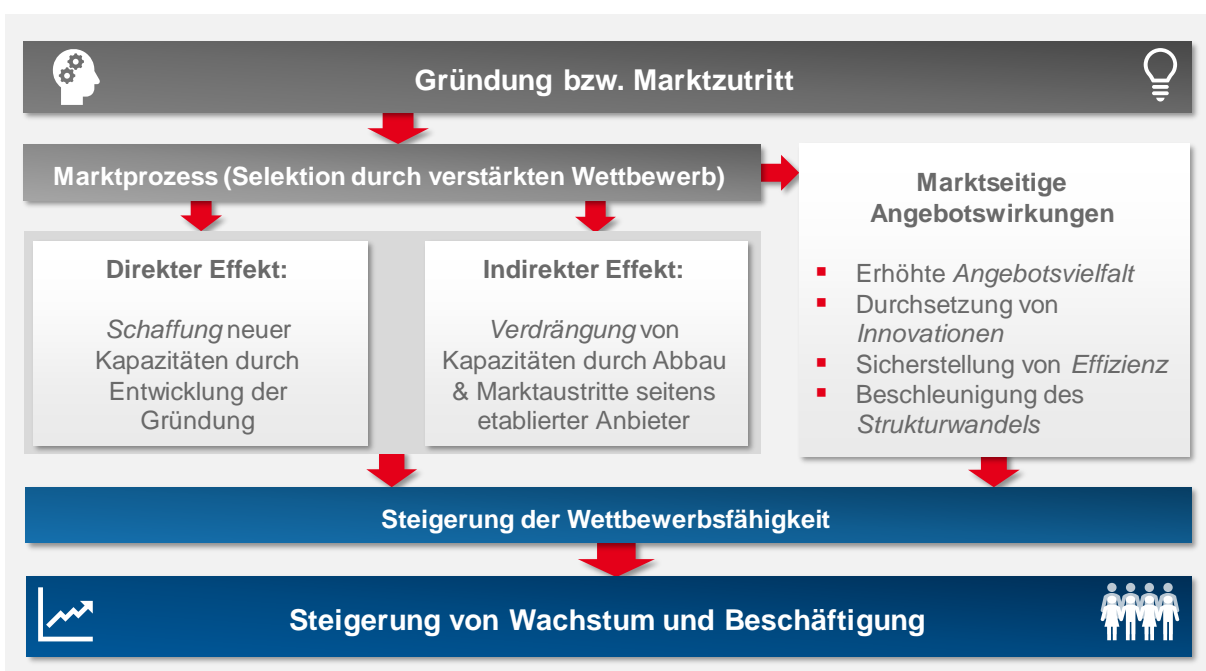 Gründung bzw. Marktzutritt
Marktprozess (Selektion durch verstärkten Wettbewerb)
Direkter Effekt:
Schaffung neuer
Kapazitäten durch
Entwicklung der
Gründung
Indirekter Effekt:
Verdrängung von
Kapazitäten durch Abbau
& Marktaustritte seitens
etablierter Anbieter
Marktseitige
Angebotswirkungen
Erhöhte Angebotsvielfalt
Durchsetzung von
Innovationen
Sicherstellung von Effizienz
Beschleunigung des
Strukturwandels
Steigerung der Wettbewerbsfähigkeit
Steigerung von Wachstum und Beschäftigung